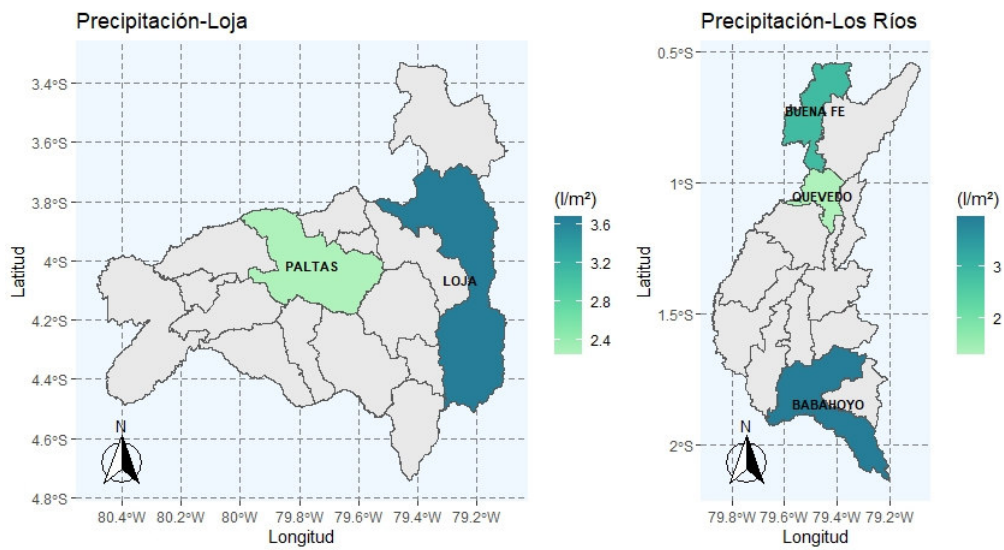 Precipitación-Loja
3.4°S
3.6°S
3.8°S
4°S
4.2°S
4.4°S
4.6°S
4.8°S
Latitud
PALTAS
LOJA
N
80.4°W 80.2°W 80°W 79.8°W 79.6°W 79.4°W 79.2°W
Longitud
(l/m²)
3.6
3.2
2.8
2.4
Precipitación-Los Ríos
0.5°S
1°S
1.5°S
2°S
Latitud
BUENA FE
QUEVEDO
BABAHOYO
N
79.8°W 79.6°W 79.4°W 79.2°W
Longitud
(l/m²)
3
2